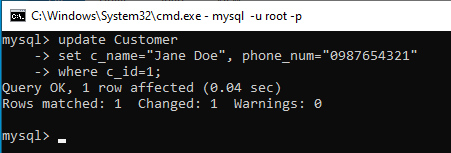 C:\Windows\System32\cmd.exe - mysql -u root -p
mysql> update Customer
    -> set c_name="Jane Doe", phone_num="0987654321"
    -> where c_id=1;
Query OK, 1 row affected (0.04 sec)
Rows matched: 1  Changed: 1  Warnings: 0
mysql> _